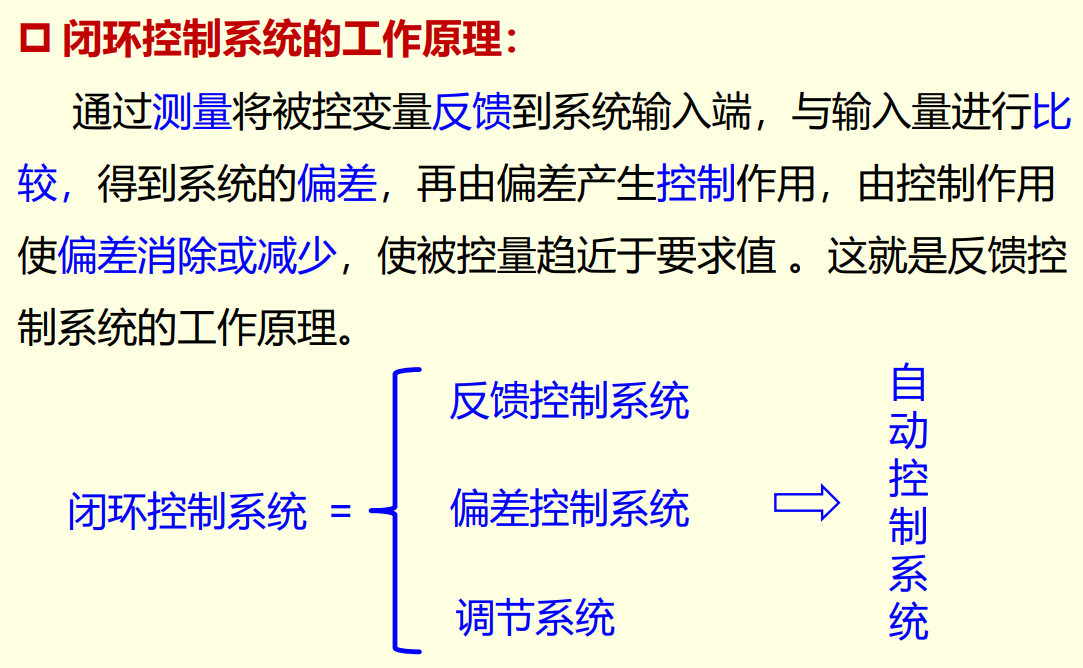 闭环控制系统的工作原理：
通过测量将被控变量反馈到系统输入端，与输入量进行比
较，得到系统的偏差，再由偏差产生控制作用，由控制作用
使偏差消除或减少，使被控量趋近于要求值 。这就是反馈控
制系统的工作原理。
闭环控制系统 =
反馈控制系统
偏差控制系统
调节系统
自动控制系统